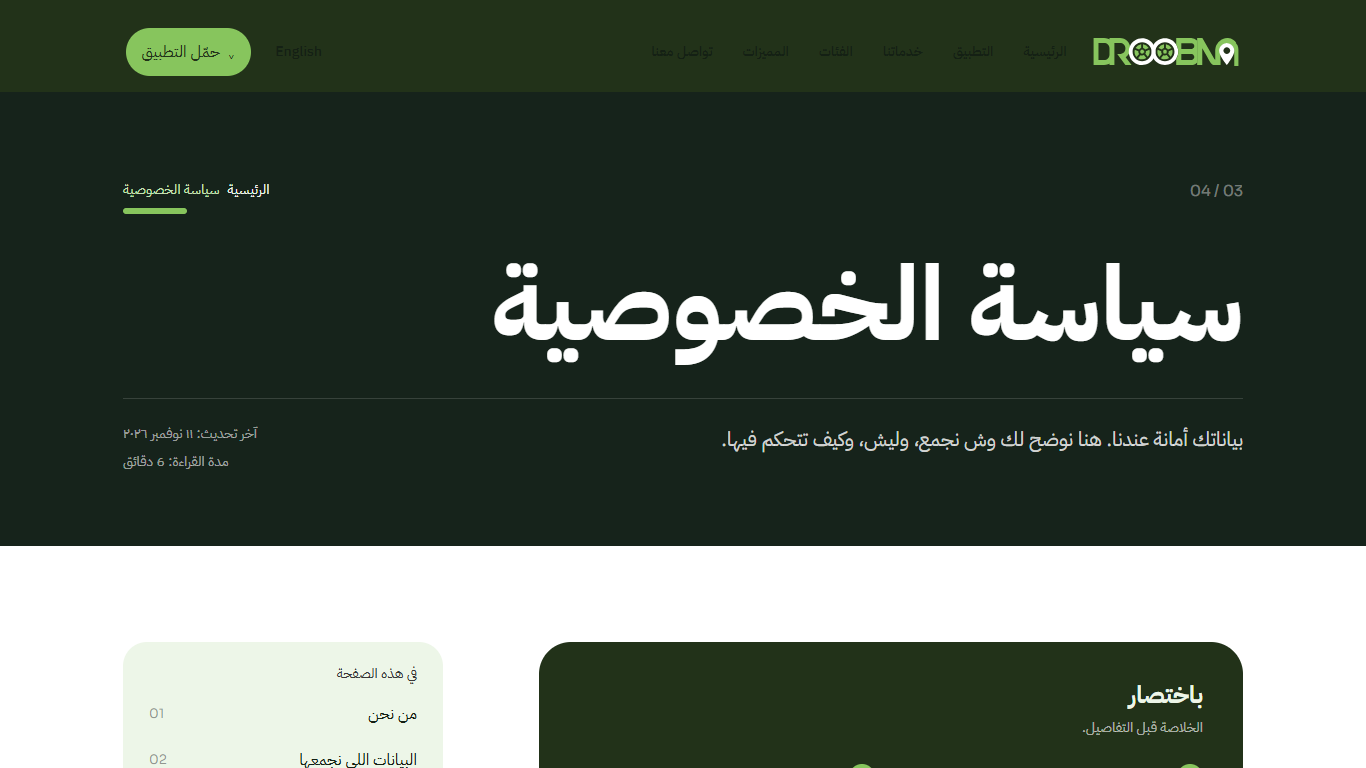 DROOBNA
الرئيسية
التطبيق
خدماتنا
الفئات
المميزات
تواصل معنا
English
حمّل التطبيق
04 / 03
الرئيسية سياسة الخصوصية
سياسة الخصوصية
بياناتك أمانة عندنا. هنا نوضح لك وش نجمع، وليش، وكيف تتحكم فيها.
آخر تحديث: ١١ نوفمبر ٢٠٢٦
مدة القراءة: 6 دقائق
باختصار
الخلاصة قبل التفاصيل.
في هذه الصفحة
من نحن 01
البيانات اللي نجمعها 02